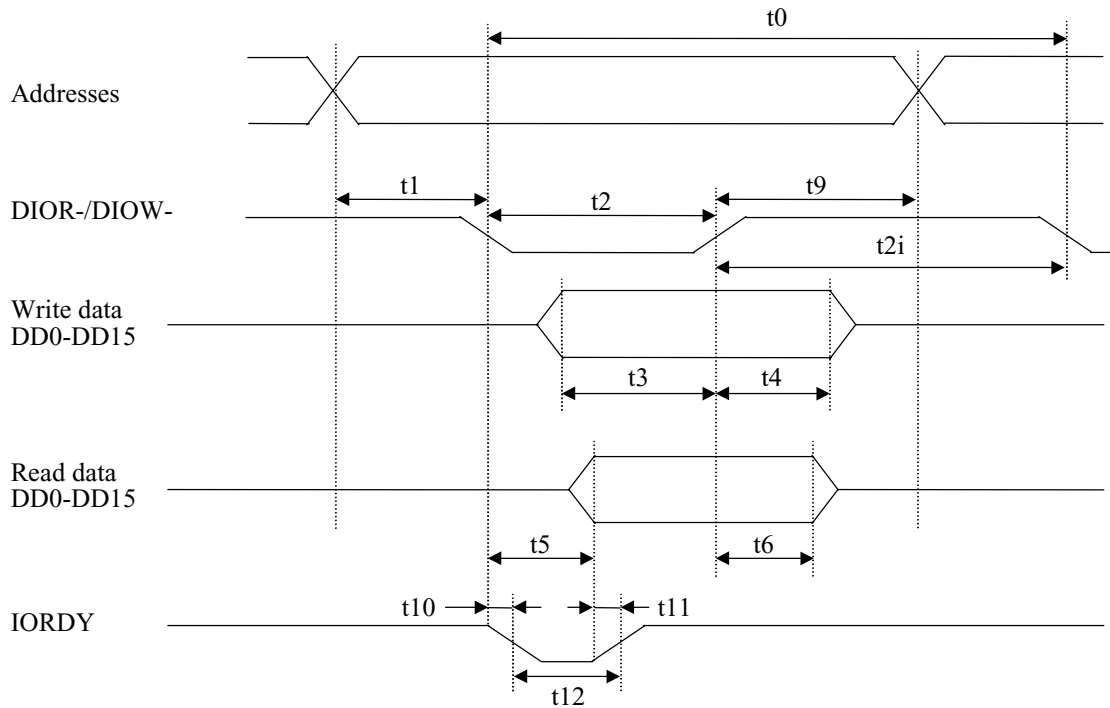 t0
Addresses
t1
t2
t9
DIOR-/DIOW-
t2i
Write data
DD0-DD15
t3
t4
Read data
DD0-DD15
t5
t6
t10
t11
IORDY
t12